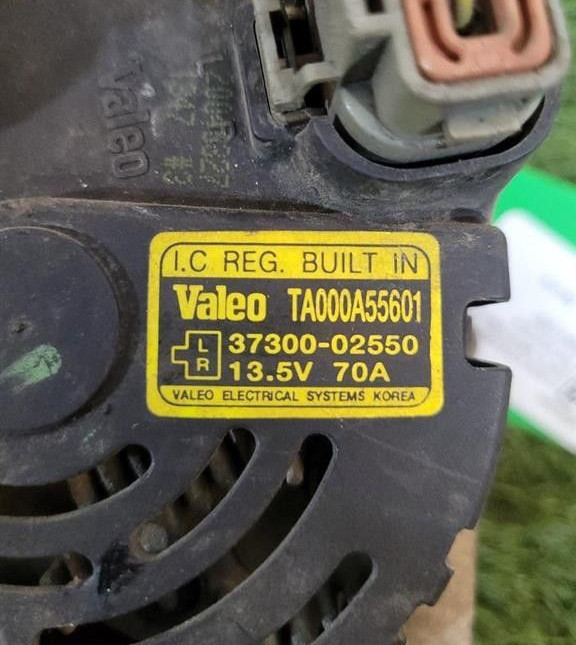 Valeo
I.C REG. BUILT IN
Valeo TA000A55601
L 37300-02550
R 13.5V 70A
VALEO ELECTRICAL SYSTEMS KOREA